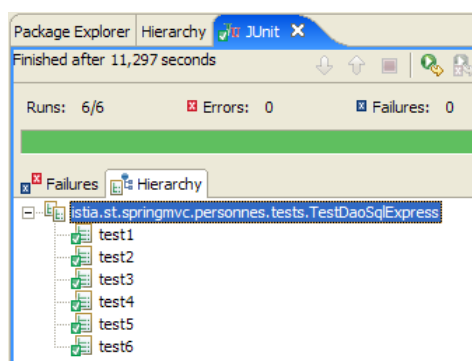 Package Explorer Hierarchy JUnit
Finished after 11,297 seconds
Runs: 6/6 Errors: 0 Failures: 0
Failures Hierarchy
istia.st.springmvc.personnes.tests.TestDaoSqlExpress
test1
test2
test3
test4
test5
test6